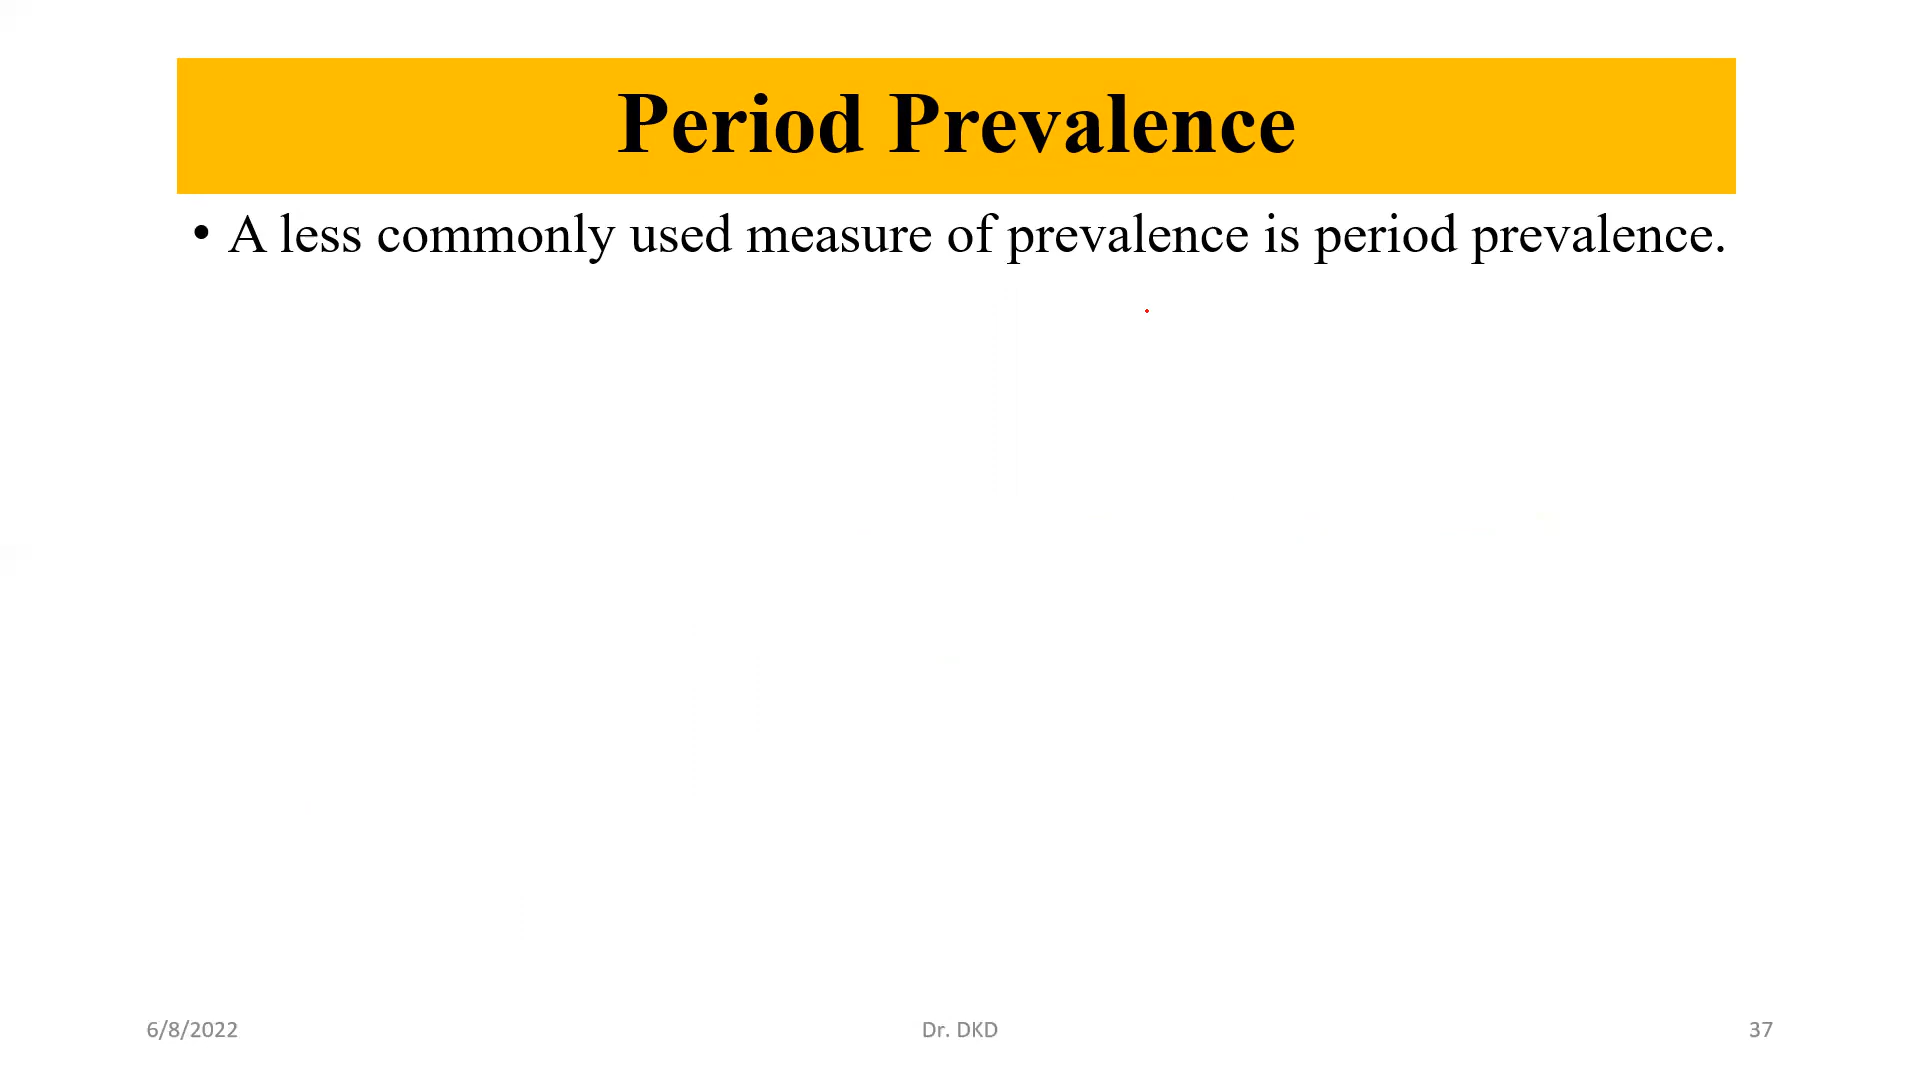 Period Prevalence
• A less commonly used measure of prevalence is period prevalence.
6/8/2022
Dr. DKD
37